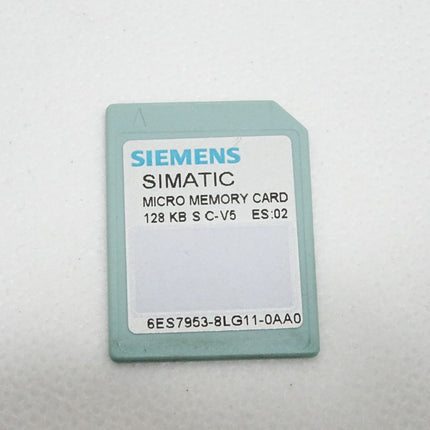 SIEMENS
SIMATIC
MICRO MEMORY CARD
128 KB S C-V5 ES:02
6ES7953-8LG11-0AA0